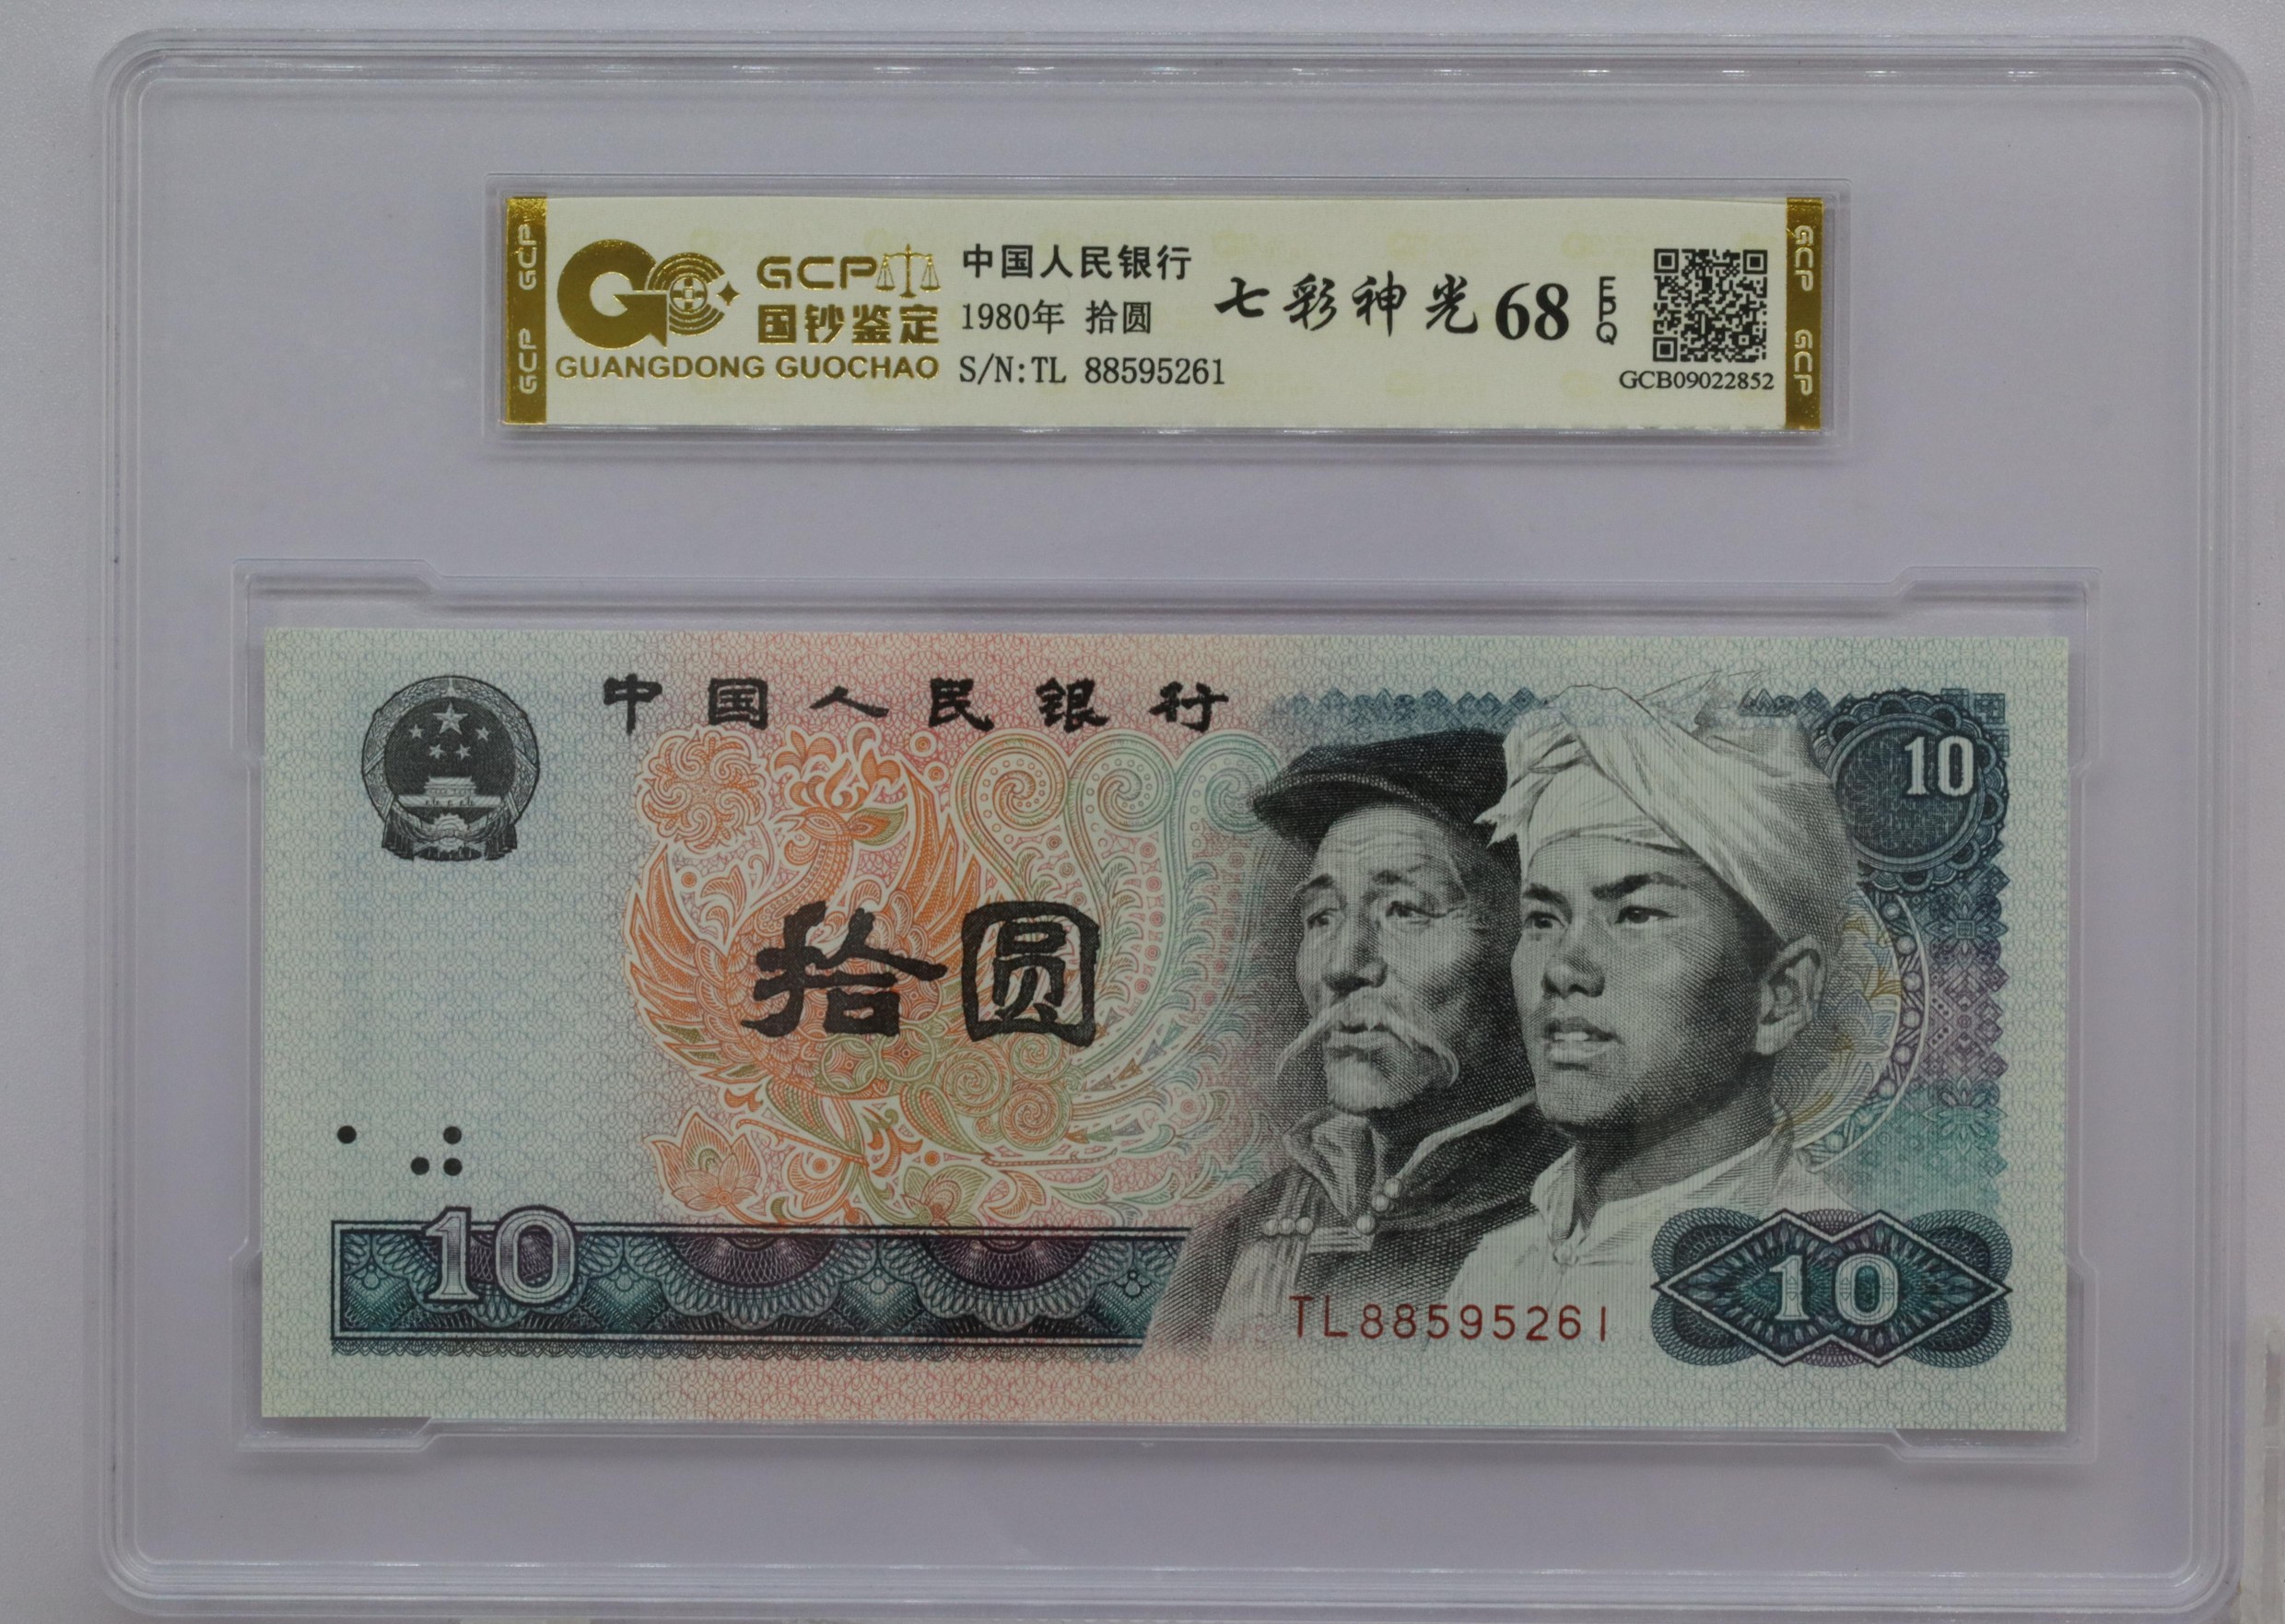 GCP GCP
GCP
国钞鉴定
GUANGDONG GUOCHAO
中国人民银行
1980年 拾圆
S/N:TL 88595261
七彩神光 68
EPQ
GCB09022852
GCP GCP
中国人民银行
10
拾圆
10
TL88595261
10